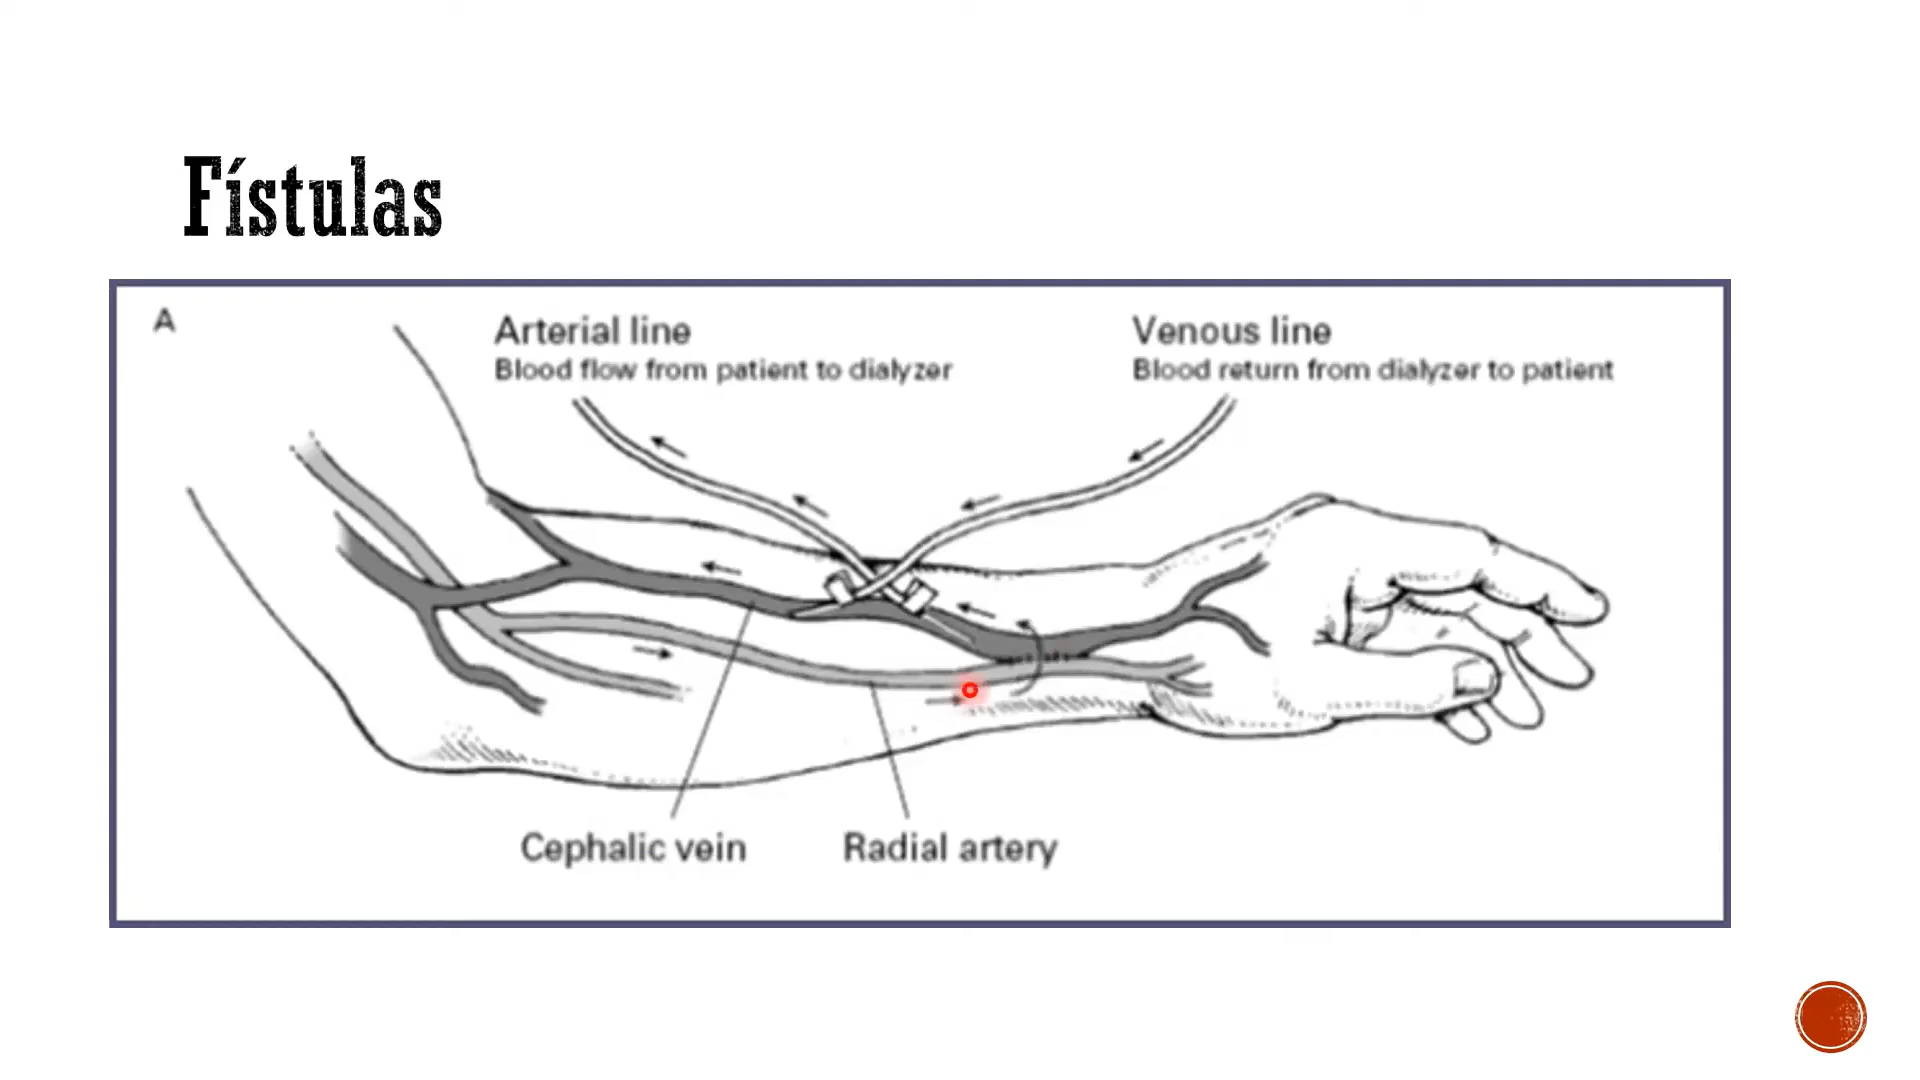 Fístulas
A
Arterial line
Blood flow from patient to dialyzer
Venous line
Blood return from dialyzer to patient
Cephalic vein
Radial artery